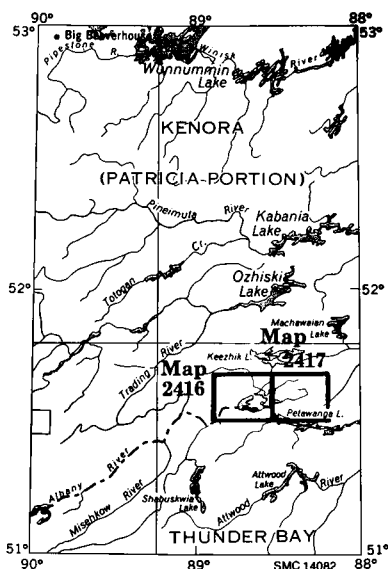 90° 89° 88°
53° 53°
Big Beaverhouse
Pipestone R.
Winisk River
Wunnummin Lake
KENORA
(PATRICIA-PORTION)
Pineimuta River
Kabania Lake
Totogan Cr.
Ozhiski Lake
52° 52°
Machawaian Lake
Map 2417
Keezhik L.
Map 2416
Trading River
Petawanga L.
Albany River
Misehkow River
Shabuskwia Lake
Attwood Lake
Attwood River
THUNDER BAY
51° 51°
90° 89° 88°
SMC 14082